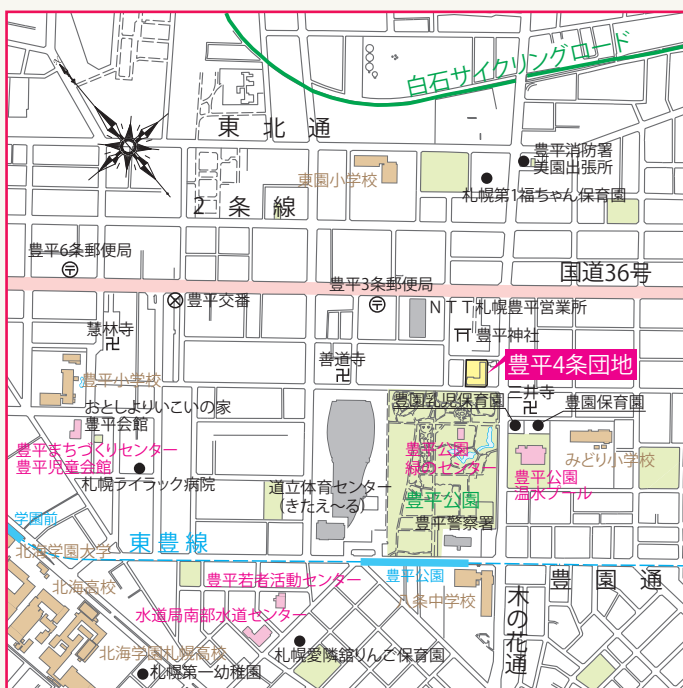 白石サイクリングロード
東北通
豊平消防署
美園出張所
東園小学校
札幌第1福ちゃん保育園
2条線
豊平6条郵便局
国道36号
豊平3条郵便局
豊平交番
NTT札幌豊平営業所
慧林寺
豊平神社
善道寺
豊平4条団地
豊平小学校
三井寺
豊園乳児保育園
豊園保育園
おとしよりいこいの家
豊平会館
豊平まちづくりセンター
豊平児童会館
豊平公園
緑のセンター
みどり小学校
札幌ライラック病院
豊平公園
温水プール
道立体育センター
(きたえ~る)
豊平公園
学園前
豊平警察署
東豊線
北海学園大学
豊平若者活動センター
豊平公園
豊園通
北海高校
八条中学校
木の花通
水道局南部水道センター
北海学園札幌高校
札幌愛隣舘りんご保育園
札幌第一幼稚園